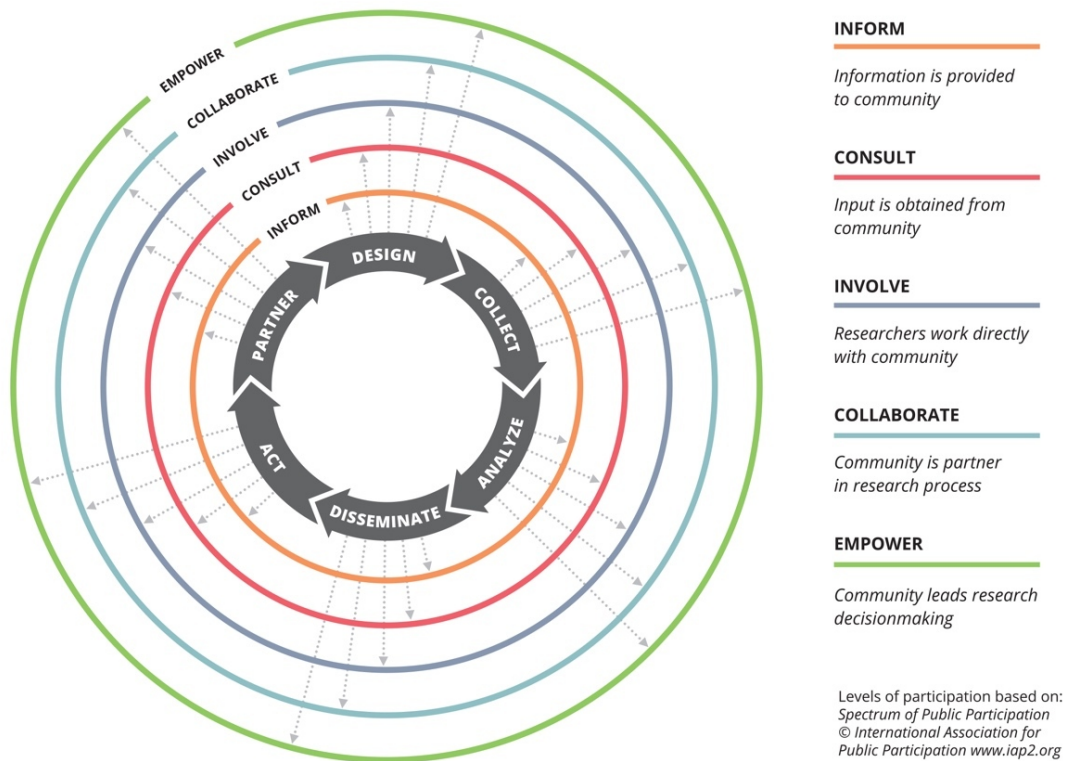 EMPOWER
COLLABORATE
INVOLVE
CONSULT
INFORM
DESIGN
COLLECT
ANALYZE
DISSEMINATE
ACT
PARTNER
INFORM
Information is provided
to community
CONSULT
Input is obtained from
community
INVOLVE
Researchers work directly
with community
COLLABORATE
Community is partner
in research process
EMPOWER
Community leads research
decisionmaking
Levels of participation based on:
Spectrum of Public Participation
© International Association for
Public Participation www.iap2.org